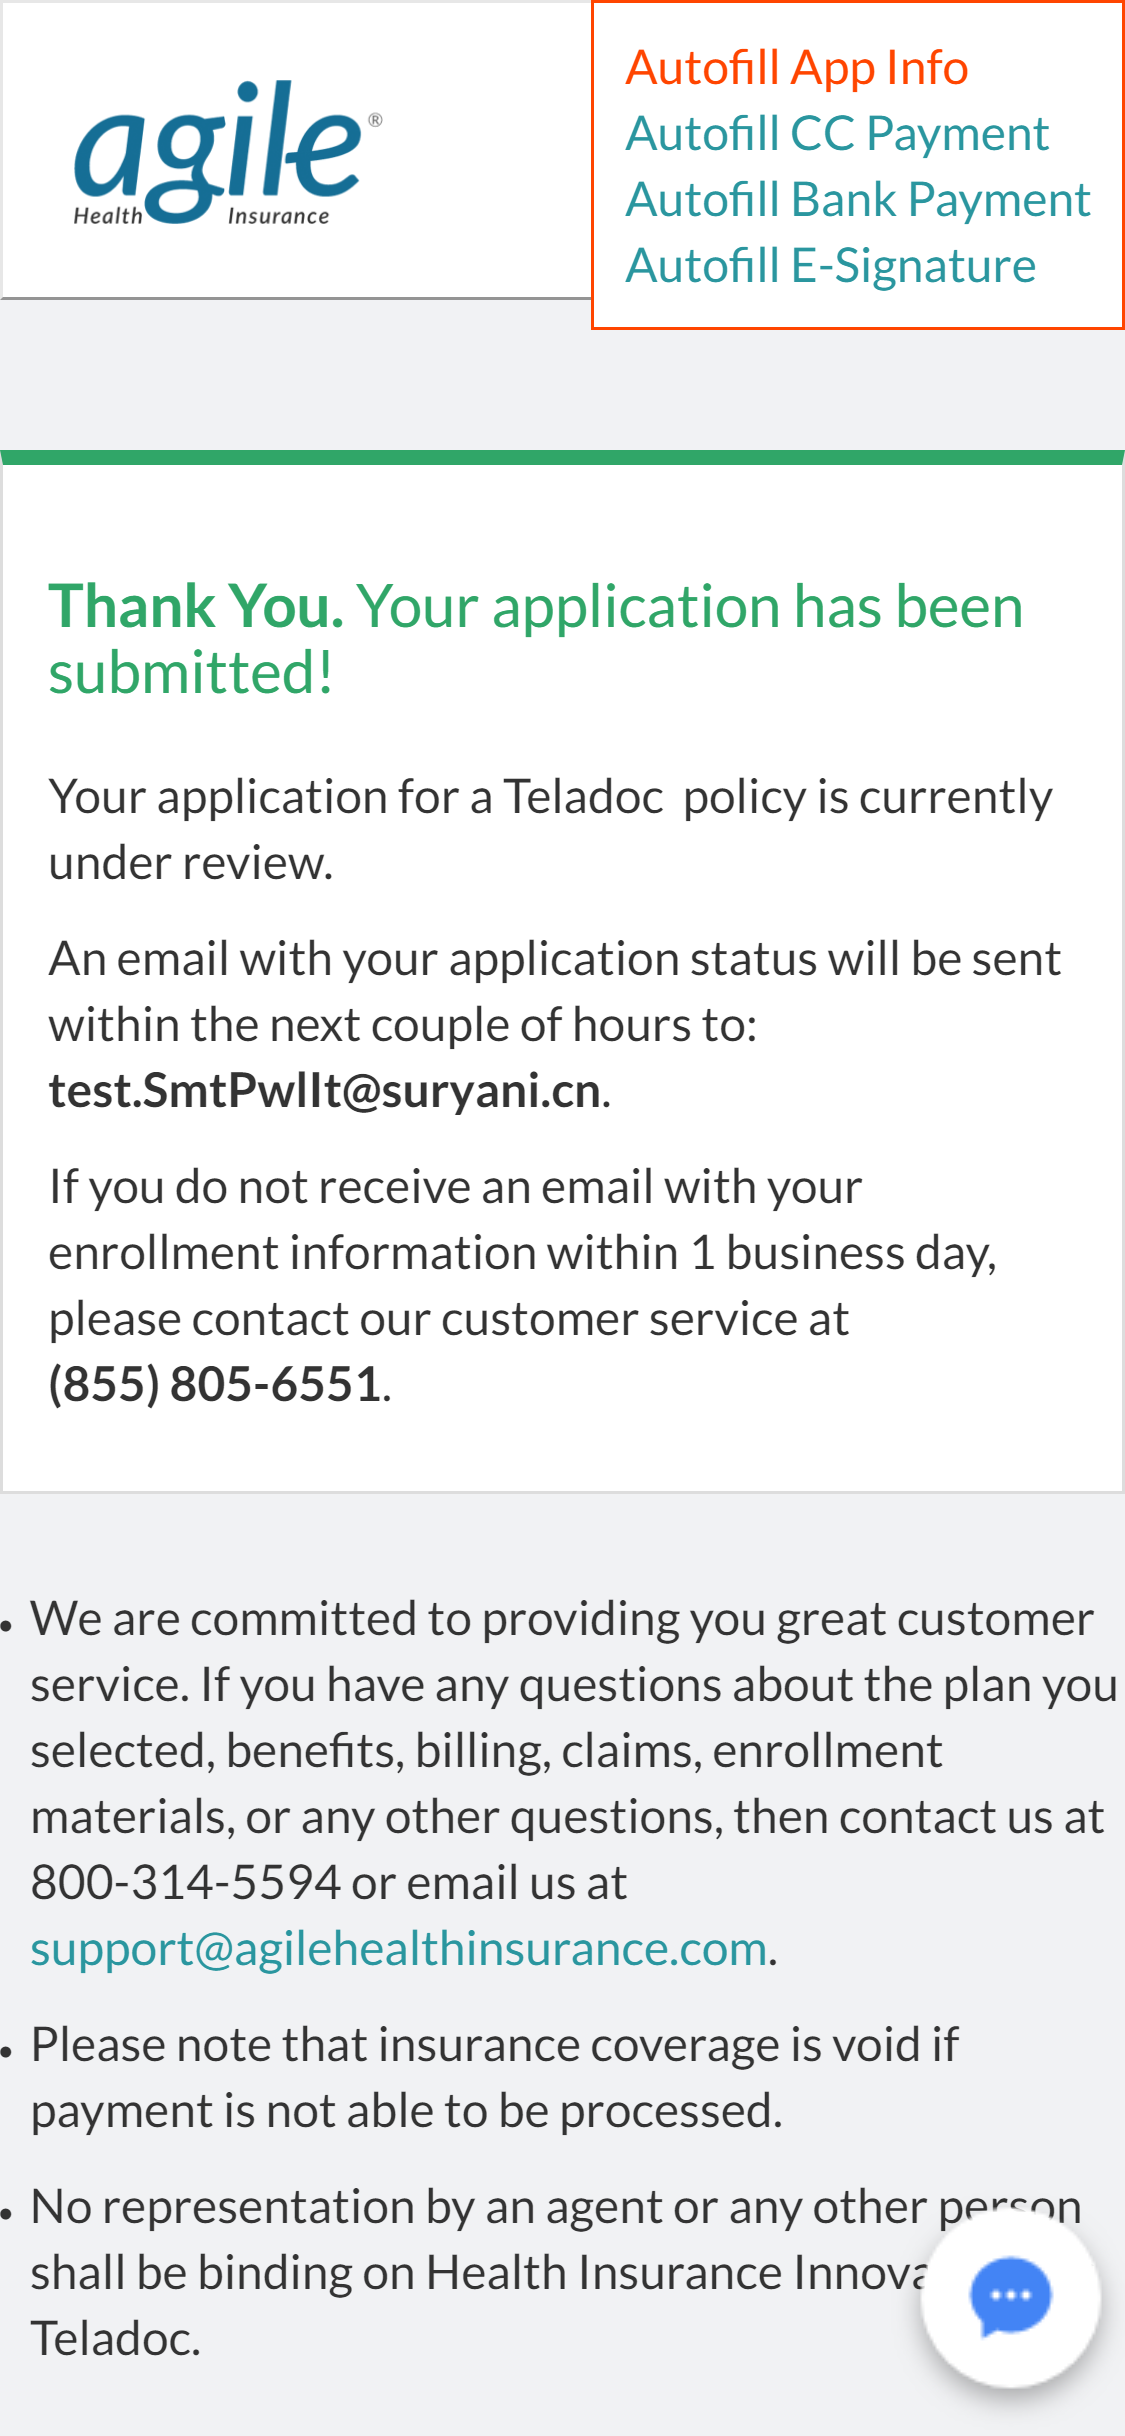 agile®
Health Insurance
Autofill App Info
Autofill CC Payment
Autofill Bank Payment
Autofill E-Signature
Thank You. Your application has been
submitted!
Your application for a Teladoc  policy is currently
under review.
An email with your application status will be sent
within the next couple of hours to:
test.SmtPwlIt@suryani.cn.
If you do not receive an email with your
enrollment information within 1 business day,
please contact our customer service at
(855) 805-6551.
• We are committed to providing you great customer
service. If you have any questions about the plan you
selected, benefits, billing, claims, enrollment
materials, or any other questions, then contact us at
800-314-5594 or email us at
support@agilehealthinsurance.com.
• Please note that insurance coverage is void if
payment is not able to be processed.
• No representation by an agent or any other person
shall be binding on Health Insurance
Teladoc.